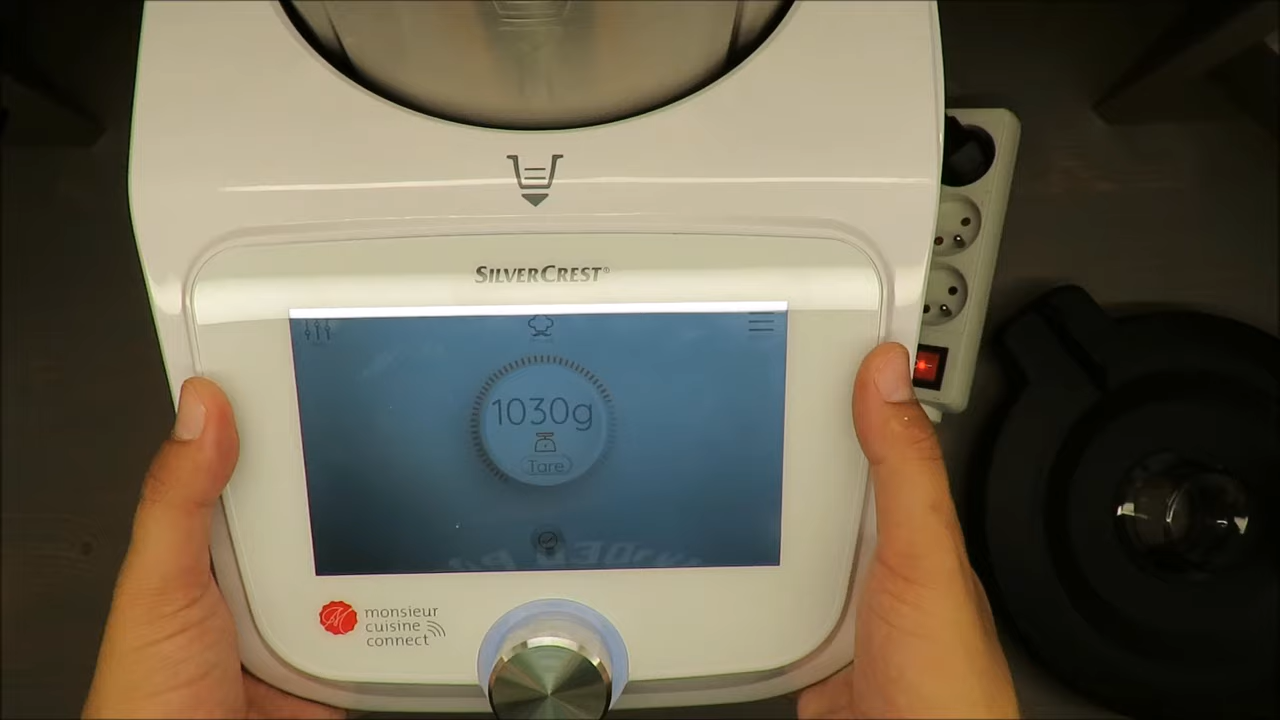 SILVERCREST®
1030g
Tare
monsieur
cuisine
connect